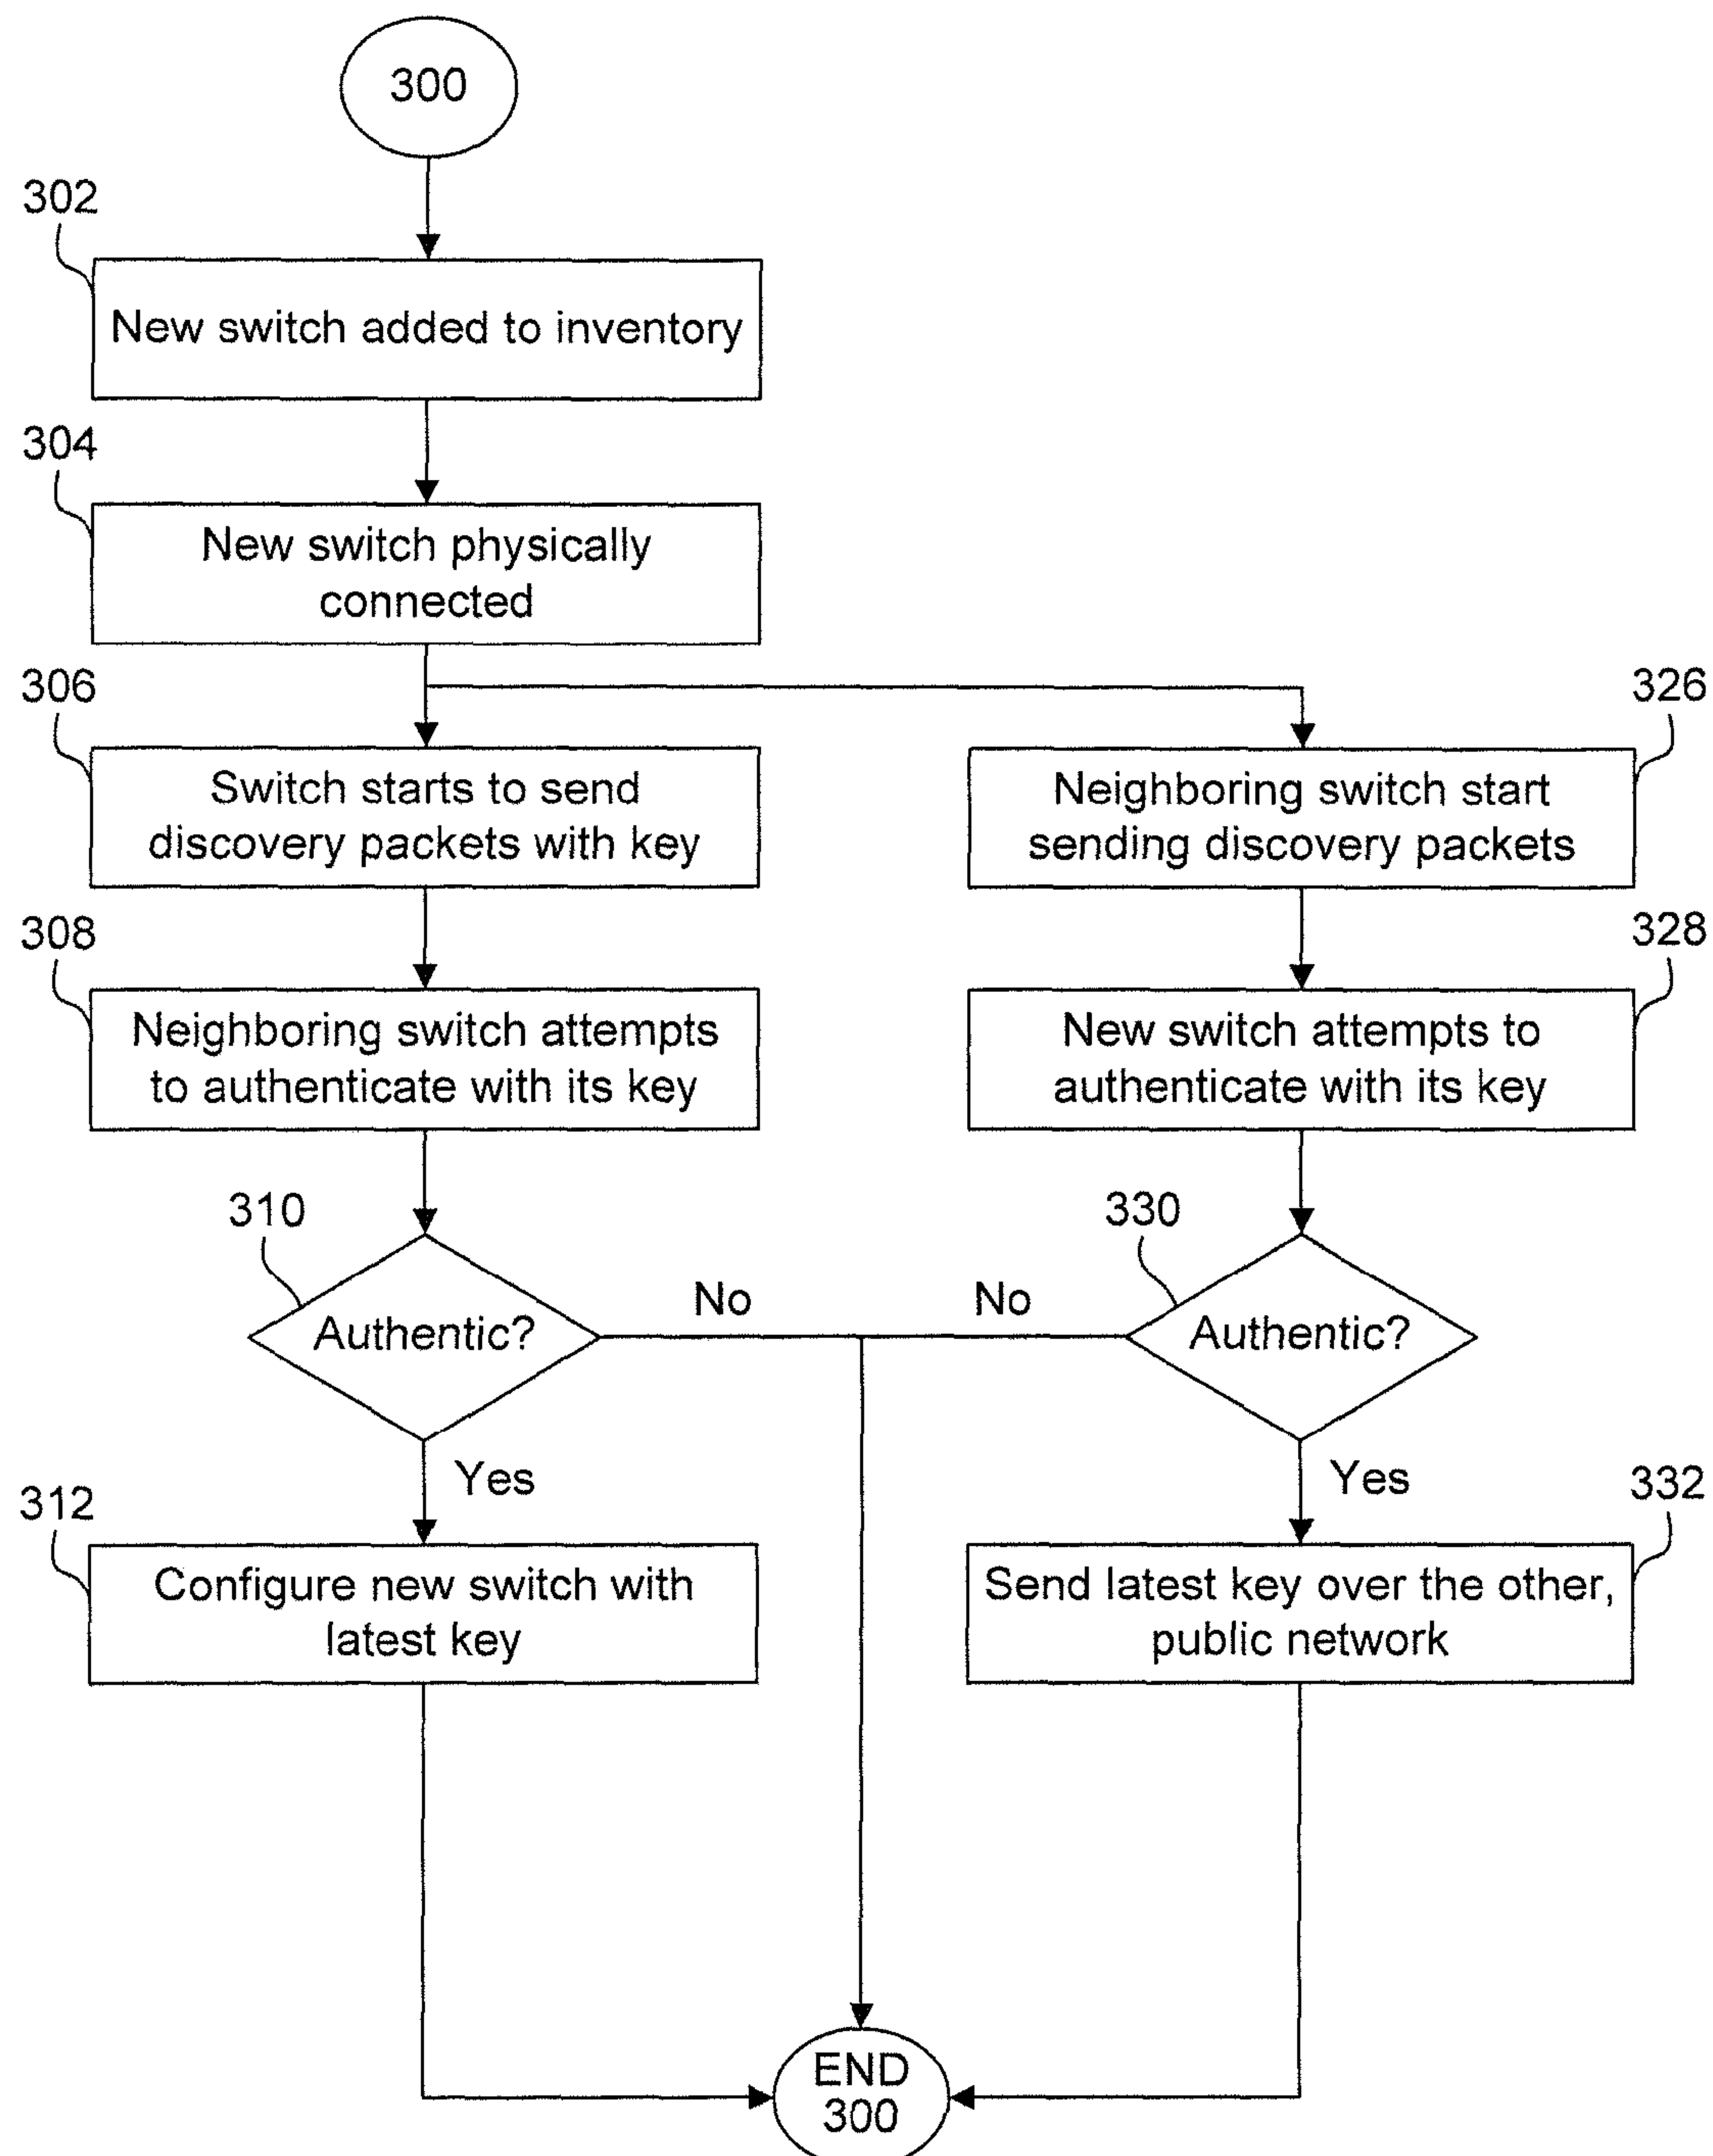 300
302
New switch added to inventory
304
New switch physically
connected
306
Switch starts to send
discovery packets with key
326
Neighboring switch start
sending discovery packets
308
Neighboring switch attempts
to authenticate with its key
328
New switch attempts to
authenticate with its key
310
Authentic?
No
No
330
Authentic?
Yes
Yes
312
Configure new switch with
latest key
332
Send latest key over the other,
public network
END
300